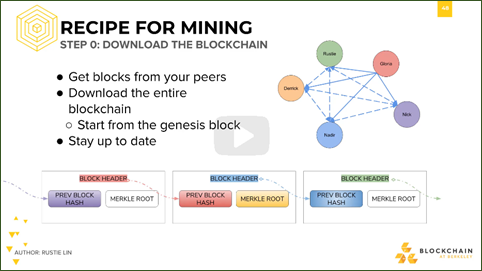 48
RECIPE FOR MINING
STEP 0: DOWNLOAD THE BLOCKCHAIN
● Get blocks from your peers
● Download the entire
blockchain
○ Start from the genesis block
● Stay up to date
Rustie
Gloria
Derrick
Nick
Nadir
BLOCK HEADER
PREV BLOCK
HASH
MERKLE ROOT
BLOCK HEADER
PREV BLOCK
HASH
MERKLE ROOT
BLOCK HEADER
PREV BLOCK
HASH
MERKLE ROOT
AUTHOR: RUSTIE LIN
BLOCKCHAIN
AT BERKELEY